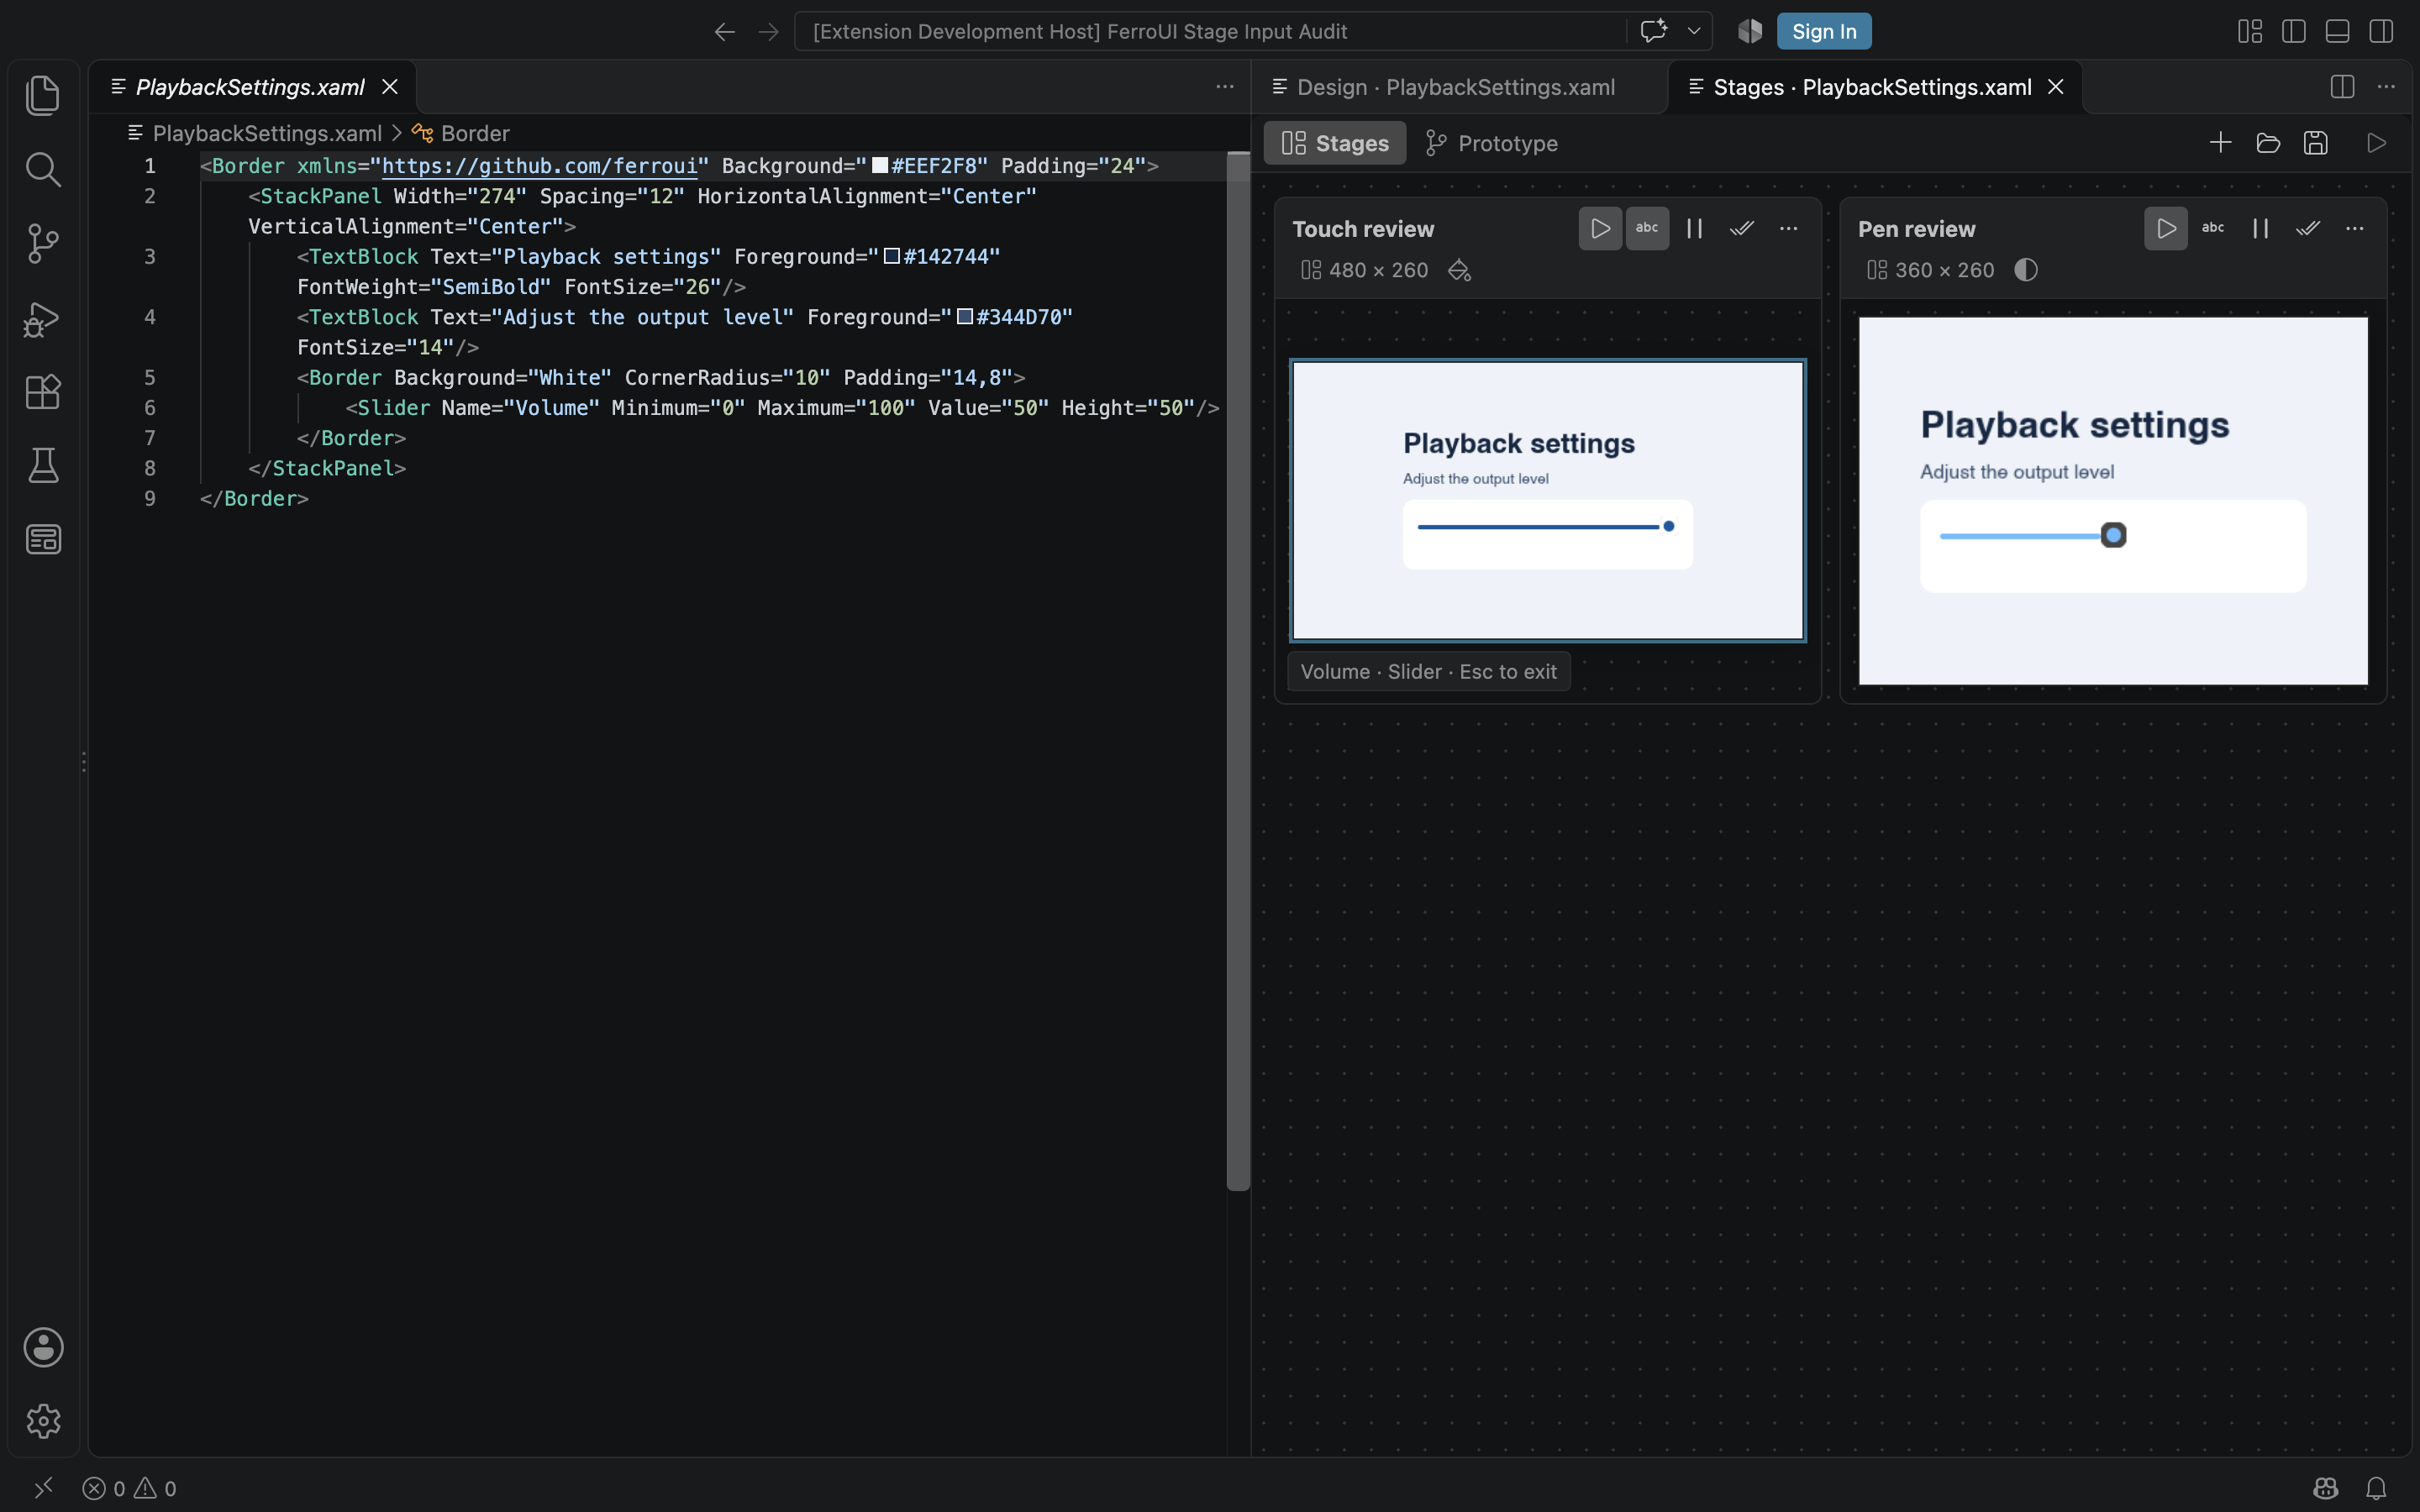 [Extension Development Host] FerroUI Stage Input Audit
Sign In
PlaybackSettings.xaml
Design · PlaybackSettings.xaml
Stages · PlaybackSettings.xaml
PlaybackSettings.xaml > Border
1 <Border xmlns="https://github.com/ferroui" Background="#EEF2F8" Padding="24">
2 <StackPanel Width="274" Spacing="12" HorizontalAlignment="Center"
VerticalAlignment="Center">
3 <TextBlock Text="Playback settings" Foreground="#142744"
FontWeight="SemiBold" FontSize="26"/>
4 <TextBlock Text="Adjust the output level" Foreground="#344D70"
FontSize="14"/>
5 <Border Background="White" CornerRadius="10" Padding="14,8">
6 <Slider Name="Volume" Minimum="0" Maximum="100" Value="50" Height="50"/>
7 </Border>
8 </StackPanel>
9 </Border>
Stages
Prototype
Touch review
abc
480 × 260
Playback settings
Adjust the output level
Volume · Slider · Esc to exit
Pen review
abc
360 × 260
Playback settings
Adjust the output level
0
0